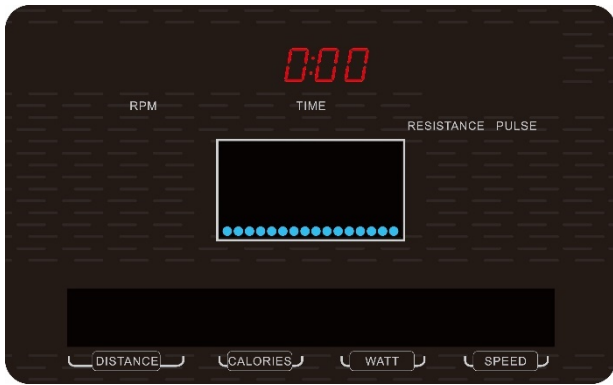 0:00
RPM TIME
RESISTANCE PULSE
DISTANCE CALORIES WATT SPEED